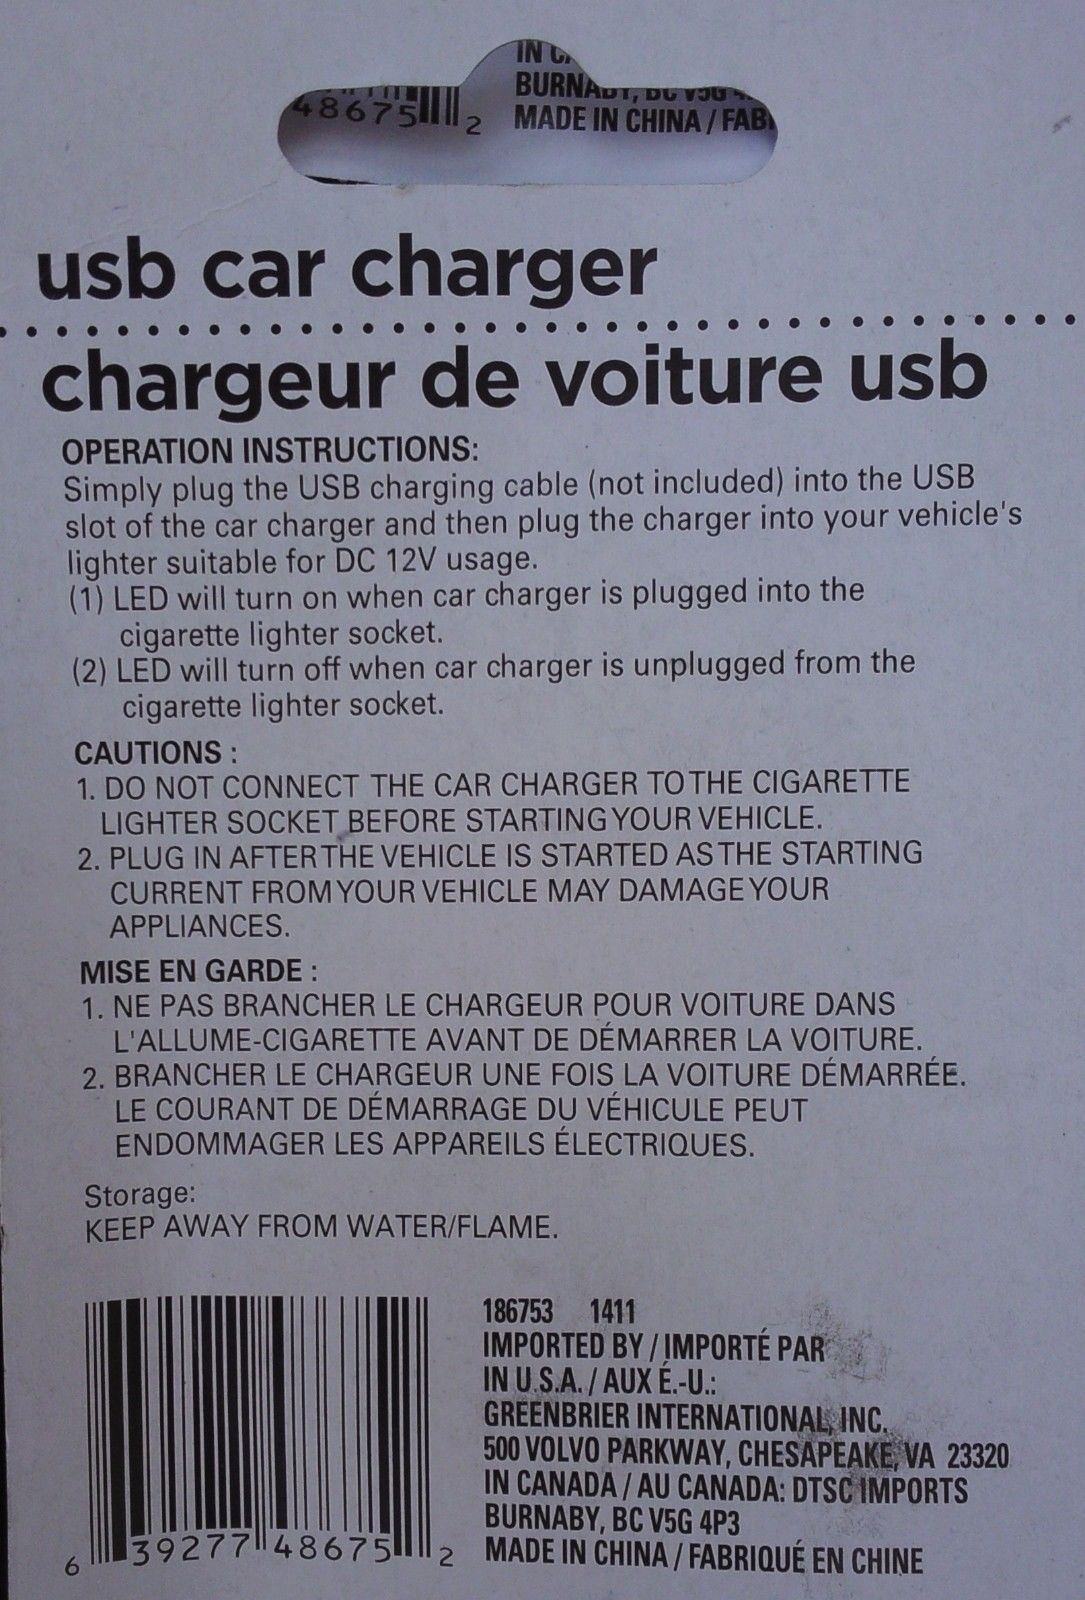 IN
BURNABY, BC V5G
48675 2 MADE IN CHINA / FAB
usb car charger
chargeur de voiture usb
OPERATION INSTRUCTIONS:
Simply plug the USB charging cable (not included) into the USB
slot of the car charger and then plug the charger into your vehicle's
lighter suitable for DC 12V usage.
(1) LED will turn on when car charger is plugged into the
cigarette lighter socket.
(2) LED will turn off when car charger is unplugged from the
cigarette lighter socket.
CAUTIONS :
1. DO NOT CONNECT THE CAR CHARGER TO THE CIGARETTE
LIGHTER SOCKET BEFORE STARTING YOUR VEHICLE.
2. PLUG IN AFTER THE VEHICLE IS STARTED AS THE STARTING
CURRENT FROM YOUR VEHICLE MAY DAMAGE YOUR
APPLIANCES.
MISE EN GARDE :
1. NE PAS BRANCHER LE CHARGEUR POUR VOITURE DANS
L'ALLUME-CIGARETTE AVANT DE DÉMARRER LA VOITURE.
2. BRANCHER LE CHARGEUR UNE FOIS LA VOITURE DÉMARRÉE.
LE COURANT DE DÉMARRAGE DU VÉHICULE PEUT
ENDOMMAGER LES APPAREILS ÉLECTRIQUES.
Storage:
KEEP AWAY FROM WATER/FLAME.
186753 1411
IMPORTED BY / IMPORTÉ PAR
IN U.S.A. / AUX É.-U.:
GREENBRIER INTERNATIONAL, INC.
500 VOLVO PARKWAY, CHESAPEAKE, VA 23320
IN CANADA / AU CANADA: DTSC IMPORTS
BURNABY, BC V5G 4P3
MADE IN CHINA / FABRIQUÉ EN CHINE
6 39277 48675 2